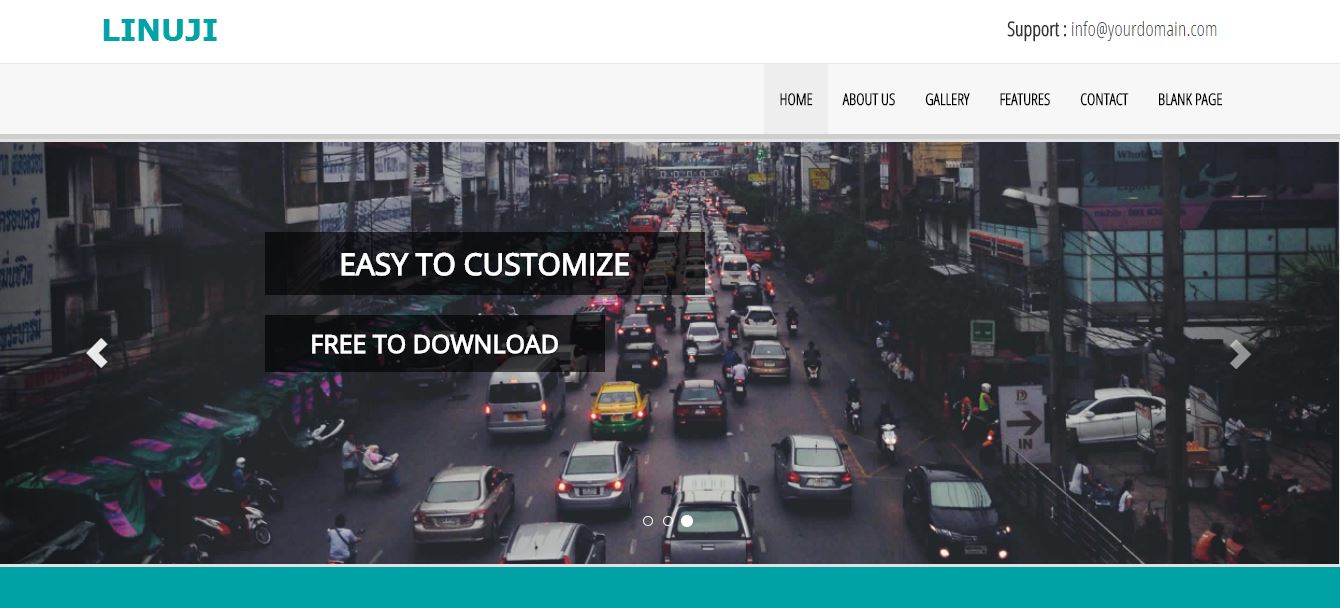 LINUJI
Support : info@yourdomain.com
HOME ABOUT US GALLERY FEATURES CONTACT BLANK PAGE
EASY TO CUSTOMIZE
FREE TO DOWNLOAD
D
IN